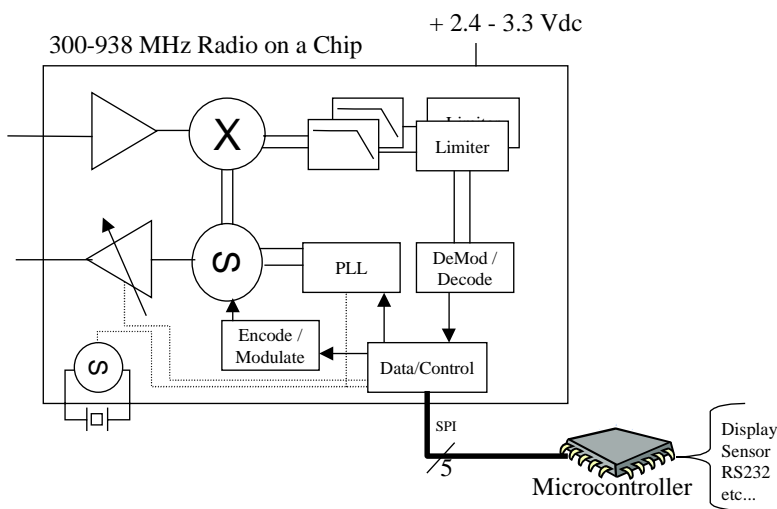 + 2.4 - 3.3 Vdc
300-938 MHz Radio on a Chip
X
Limiter
Limiter
S
PLL
DeMod /
Decode
Encode /
Modulate
Data/Control
S
SPI
5
Microcontroller
Display
Sensor
RS232
etc...